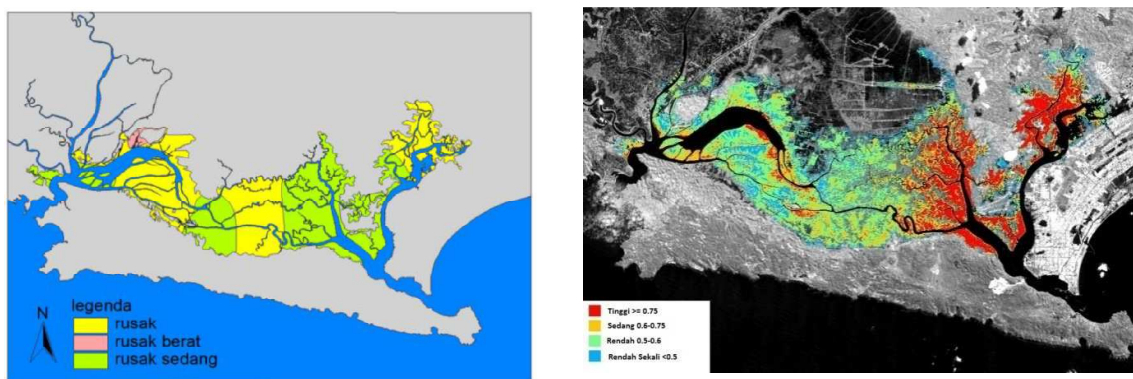 N
legenda
rusak
rusak berat
rusak sedang
Tinggi >= 0.75
Sedang 0.6-0.75
Rendah 0.5-0.6
Rendah Sekali <0.5